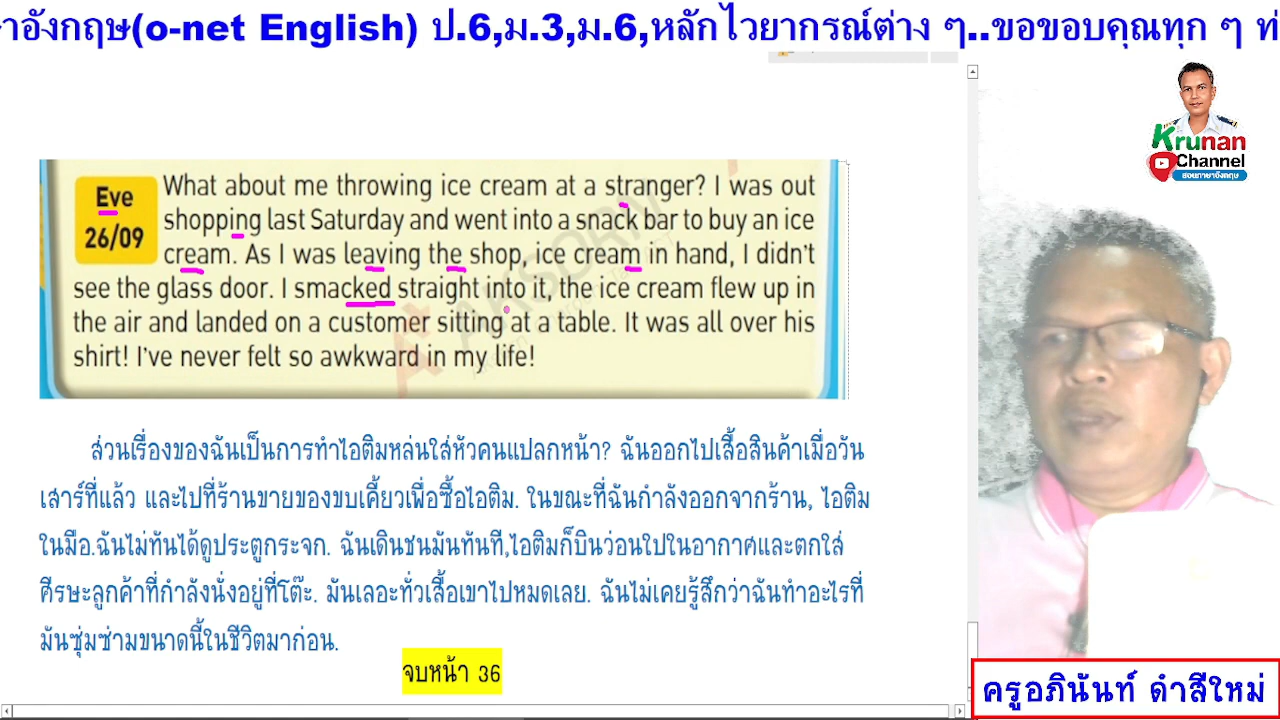 าอังกฤษ(o-net English) ป.6,ม.3,ม.6,หลักไวยากรณ์ต่าง ๆ..ขอขอบคุณทุก ๆ ท่
Krunan
Channel
สอนภาษาอังกฤษ
Eve
26/09
What about me throwing ice cream at a stranger? I was out
shopping last Saturday and went into a snack bar to buy an ice
cream. As I was leaving the shop, ice cream in hand, I didn't
see the glass door. I smacked straight into it, the ice cream flew up in
the air and landed on a customer sitting at a table. It was all over his
shirt! I've never felt so awkward in my life!
ส่วนเรื่องของฉันเป็นการทำไอติมหล่นใส่หัวคนแปลกหน้า? ฉันออกไปเสื้อสินค้าเมื่อวัน
เสาร์ที่แล้ว และไปที่ร้านขายของขบเคี้ยวเพื่อซื้อไอติม. ในขณะที่ฉันกำลังออกจากร้าน, ไอติม
ในมือ.ฉันไม่ทันได้ดูประตูกระจก. ฉันเดินชนมันทันที,ไอติมก็บินว่อนใปในอากาศและตกใส่
ศีรษะลูกค้าที่กำลังนั่งอยู่ที่โต๊ะ. มันเลอะทั่วเสื้อเขาไปหมดเลย. ฉันไม่เคยรู้สึกว่าฉันทำอะไรที่
มันซุ่มซ่ามขนาดนี้ในชีวิตมาก่อน.
จบหน้า 36
ครูอภินันท์ ดำสีใหม่